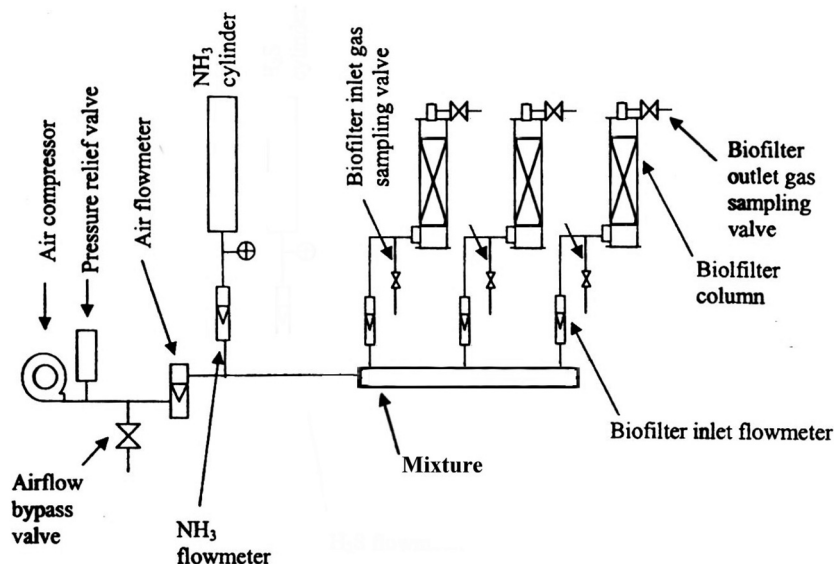 NH₃
cylinder
Air compressor
Pressure relief valve
Air flowmeter
Biofilter inlet gas
sampling valve
Biofilter
outlet gas
sampling
valve
Biolfilter
column
Biofilter inlet flowmeter
Mixture
Airflow
bypass
valve
NH₃
flowmeter